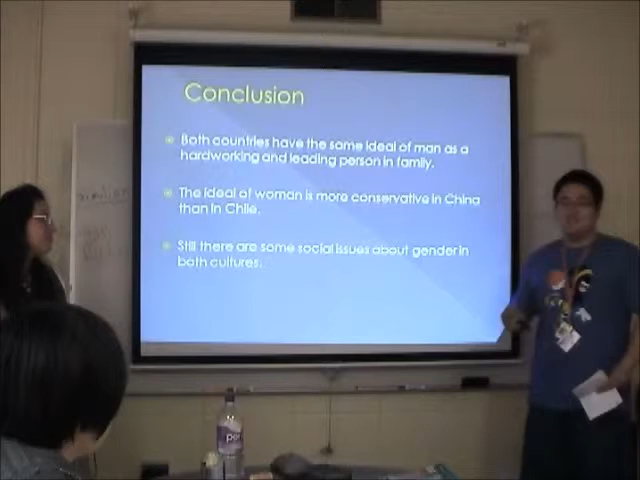 Conclusion
Both countries have the same ideal of man as a
hardworking and leading person in family.
The ideal of woman is more conservative in China
than in Chile.
Still there are some social issues about gender in
both cultures.